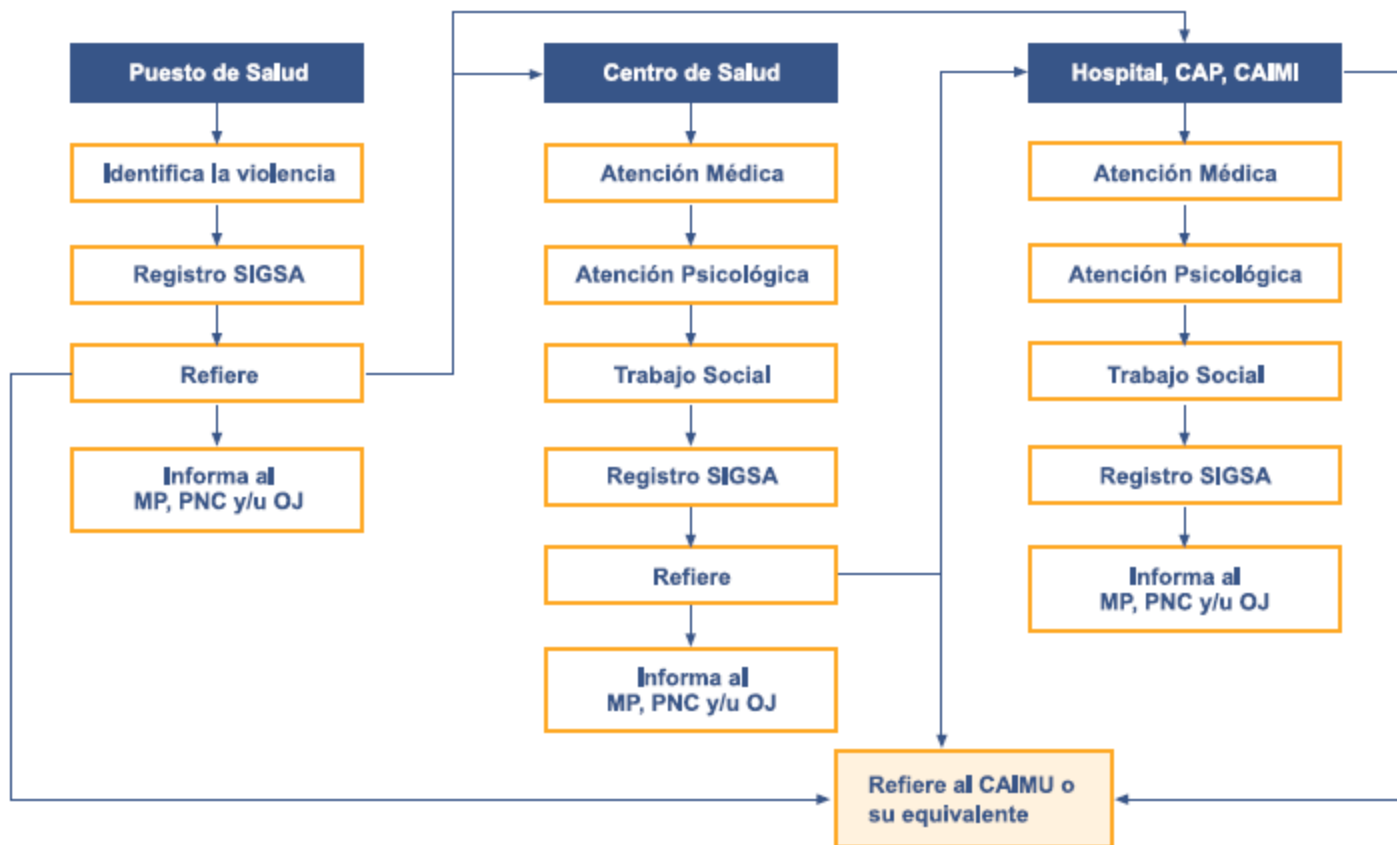 Puesto de Salud
Identifica la violencia
Registro SIGSA
Refiere
Informa al
MP, PNC y/u OJ
Centro de Salud
Atención Médica
Atención Psicológica
Trabajo Social
Registro SIGSA
Refiere
Informa al
MP, PNC y/u OJ
Hospital, CAP, CAIMI
Atención Médica
Atención Psicológica
Trabajo Social
Registro SIGSA
Informa al
MP, PNC y/u OJ
Refiere al CAIMU o
su equivalente